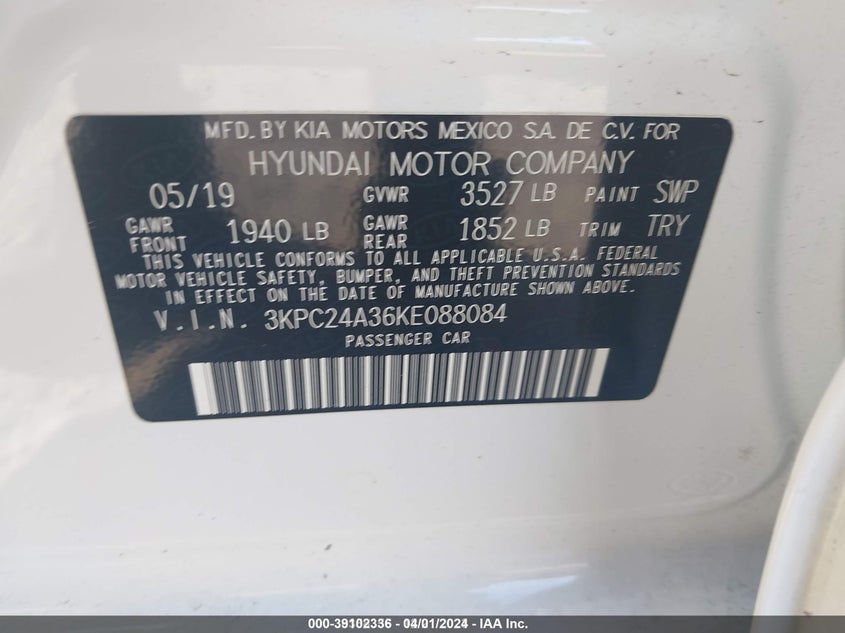 MFD. BY KIA MOTORS MEXICO S.A. DE C.V. FOR
HYUNDAI MOTOR COMPANY
05/19 GVWR 3527 LB PAINT SWP
GAWR FRONT 1940 LB GAWR REAR 1852 LB TRIM TRY
THIS VEHICLE CONFORMS TO ALL APPLICABLE U.S.A. FEDERAL
MOTOR VEHICLE SAFETY, BUMPER, AND THEFT PREVENTION STANDARDS
IN EFFECT ON THE DATE OF MANUFACTURE SHOWN ABOVE.
V.I.N. 3KPC24A36KE088084
PASSENGER CAR
000-39102336 - 04/01/2024 - IAA Inc.